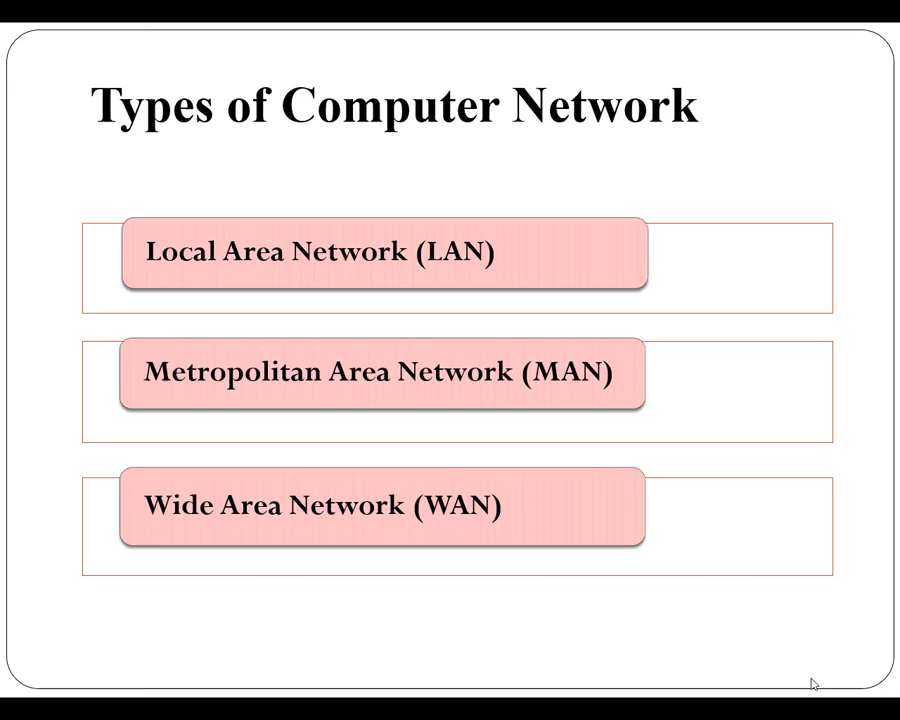 Types of Computer Network
Local Area Network (LAN)
Metropolitan Area Network (MAN)
Wide Area Network (WAN)